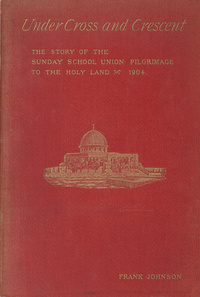 Under Cross and Crescent
THE STORY OF THE
SUNDAY SCHOOL UNION PILGRIMAGE
TO THE HOLY LAND 1904.
FRANK JOHNSON